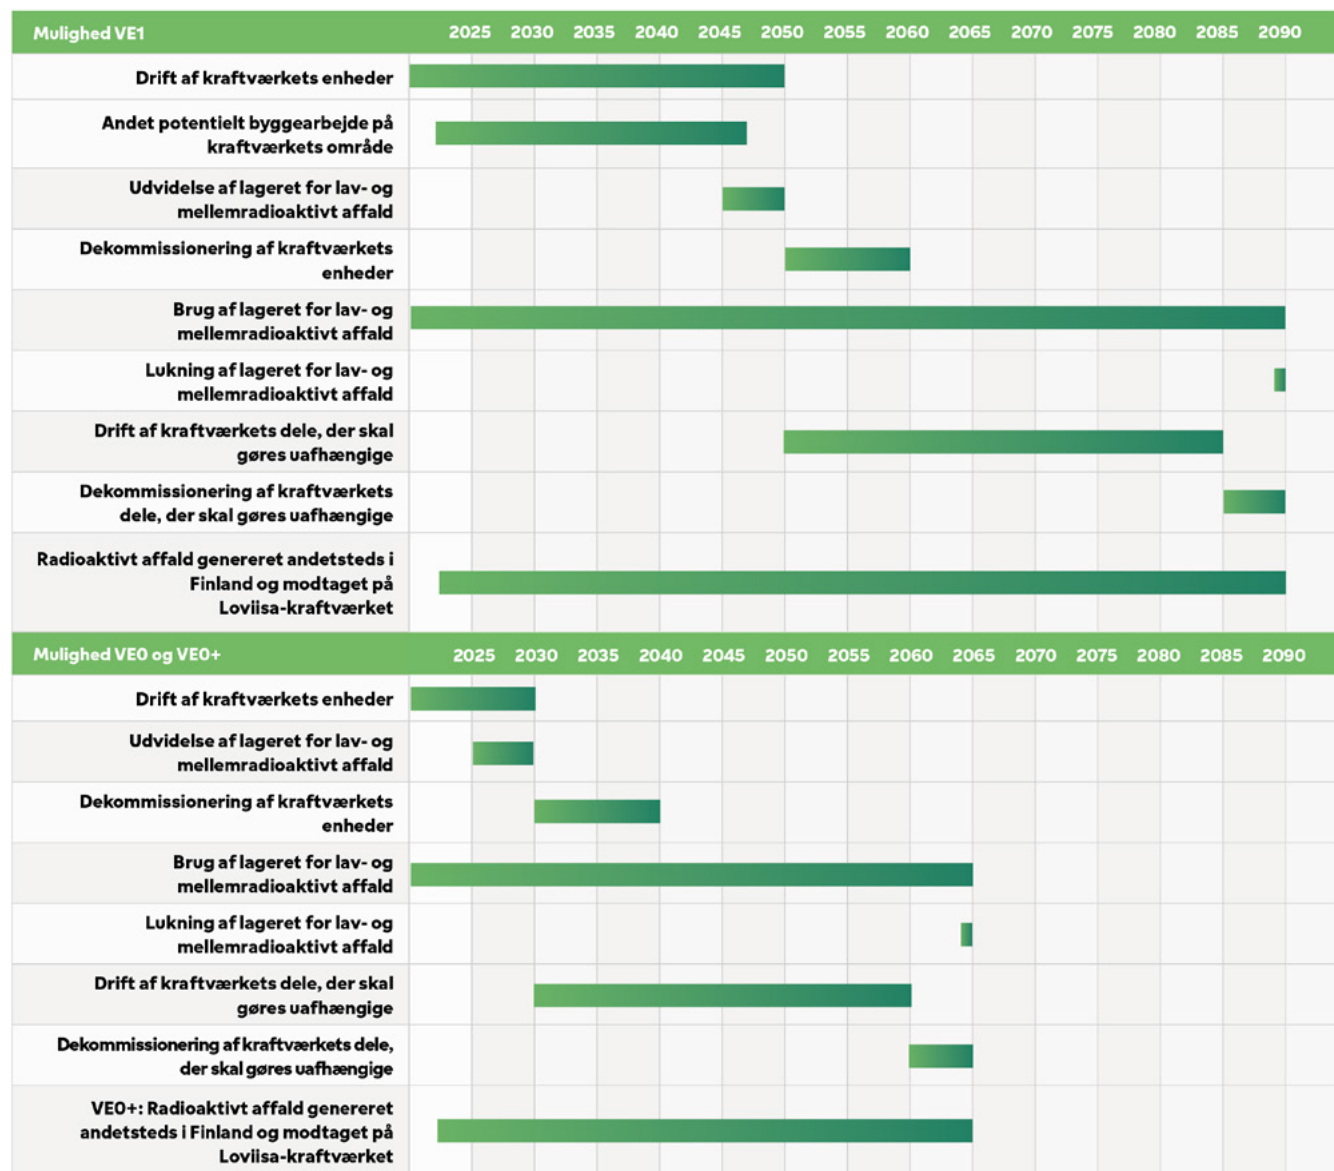 Mulighed VE1 2025 2030 2035 2040 2045 2050 2055 2060 2065 2070 2075 2080 2085 2090
Drift af kraftværkets enheder
Andet potentielt byggearbejde på
kraftværkets område
Udvidelse af lageret for lav- og
mellemradioaktivt affald
Dekommissionering af kraftværkets
enheder
Brug af lageret for lav- og
mellemradioaktivt affald
Lukning af lageret for lav- og
mellemradioaktivt affald
Drift af kraftværkets dele, der skal
gøres uafhængige
Dekommissionering af kraftværkets
dele, der skal gøres uafhængige
Radioaktivt affald genereret andetsteds i
Finland og modtaget på
Loviisa-kraftværket
Mulighed VE0 og VE0+ 2025 2030 2035 2040 2045 2050 2055 2060 2065 2070 2075 2080 2085 2090
Drift af kraftværkets enheder
Udvidelse af lageret for lav- og
mellemradioaktivt affald
Dekommissionering af kraftværkets
enheder
Brug af lageret for lav- og
mellemradioaktivt affald
Lukning af lageret for lav- og
mellemradioaktivt affald
Drift af kraftværkets dele, der skal
gøres uafhængige
Dekommissionering af kraftværkets dele,
der skal gøres uafhængige
VE0+: Radioaktivt affald genereret
andetsteds i Finland og modtaget på
Loviisa-kraftværket